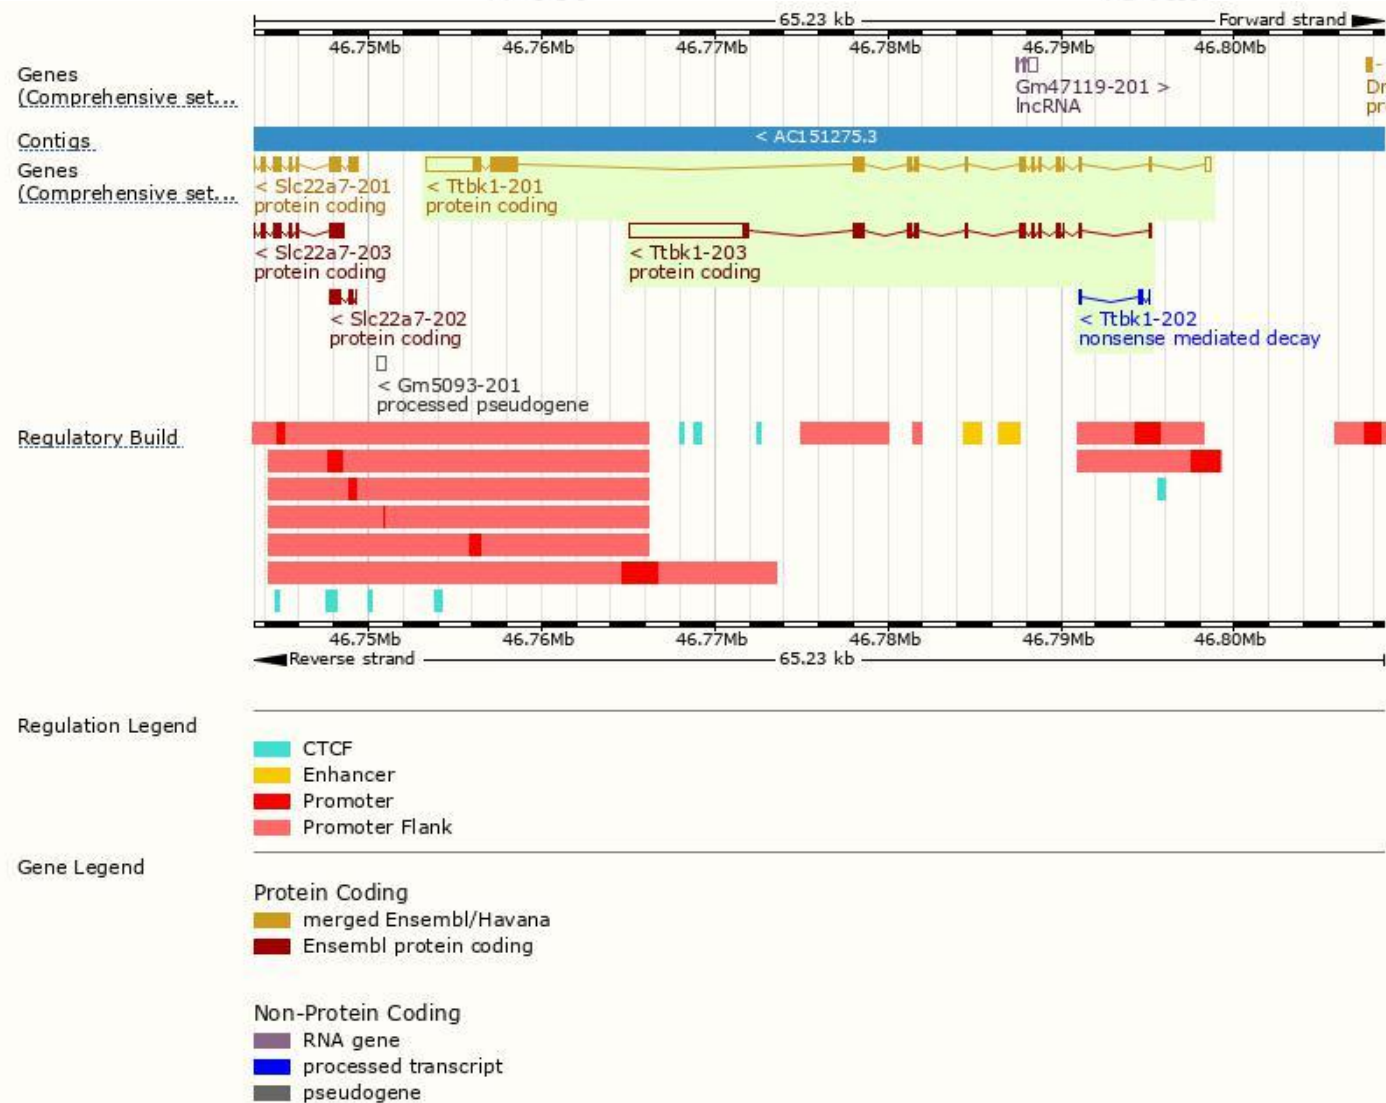 65.23 kb Forward strand
46.75Mb 46.76Mb 46.77Mb 46.78Mb 46.79Mb 46.80Mb
Genes
(Comprehensive set...
Gm47119-201 >
lncRNA
Dr
pr
Contigs
< AC151275.3
Genes
(Comprehensive set...
< Slc22a7-201 < Ttbk1-201
protein coding protein coding
< Slc22a7-203 < Ttbk1-203
protein coding protein coding
< Slc22a7-202 < Ttbk1-202
protein coding nonsense mediated decay
< Gm5093-201
processed pseudogene
Regulatory Build
46.75Mb 46.76Mb 46.77Mb 46.78Mb 46.79Mb 46.80Mb
Reverse strand 65.23 kb
Regulation Legend
CTCF
Enhancer
Promoter
Promoter Flank
Gene Legend
Protein Coding
merged Ensembl/Havana
Ensembl protein coding
Non-Protein Coding
RNA gene
processed transcript
pseudogene